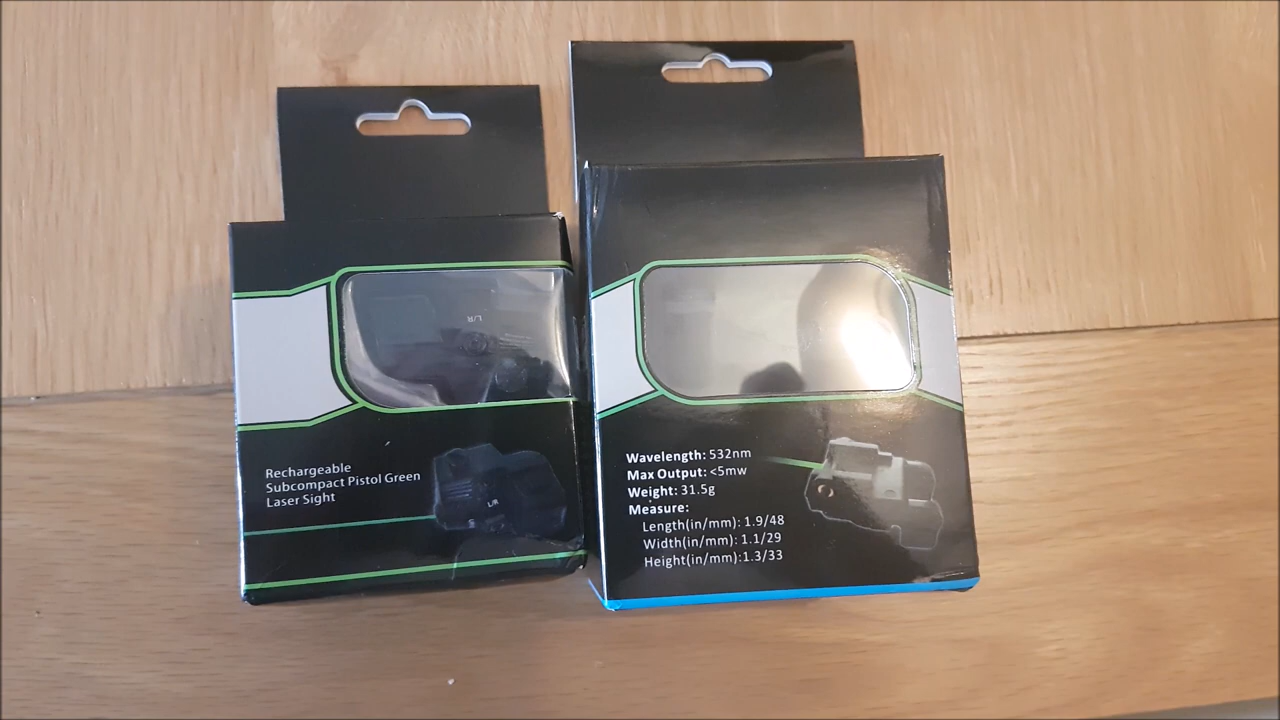 L/R
Rechargeable
Subcompact Pistol Green
Laser Sight
L/R
Wavelength: 532nm
Max Output: <5mw
Weight: 31.5g
Measure:
Length(in/mm): 1.9/48
Width(in/mm): 1.1/29
Height(in/mm):1.3/33